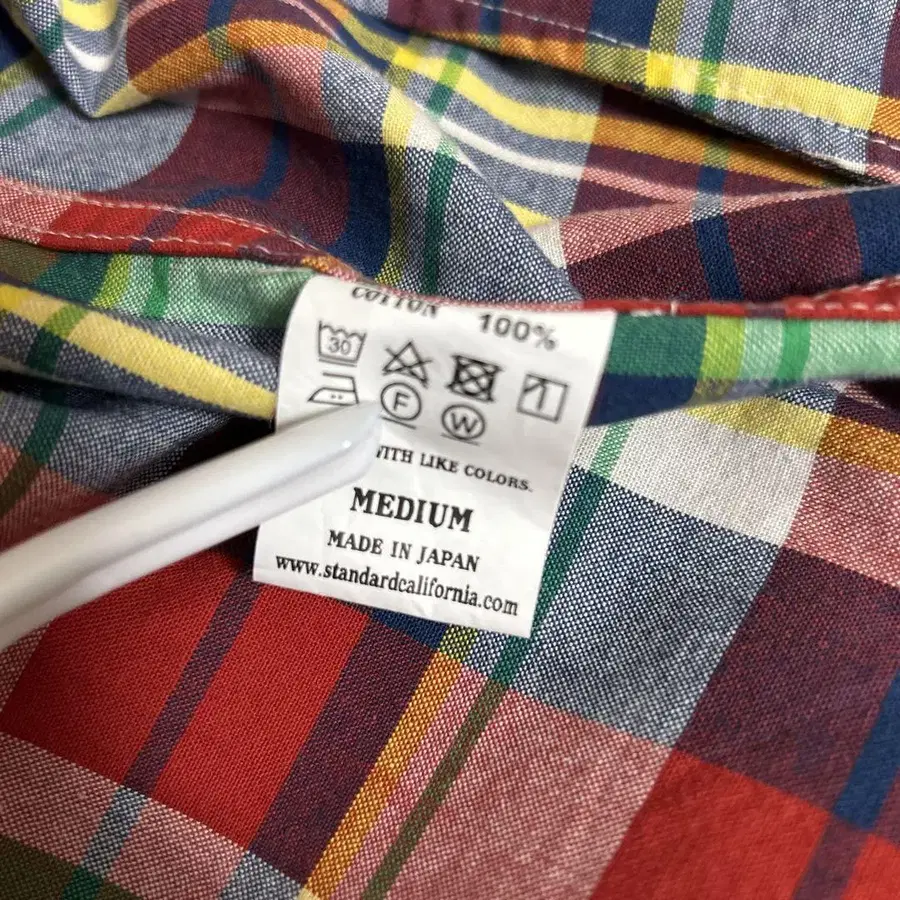 COTTON 100%
30
F W
WITH LIKE COLORS.
MEDIUM
MADE IN JAPAN
www.standardcalifornia.com